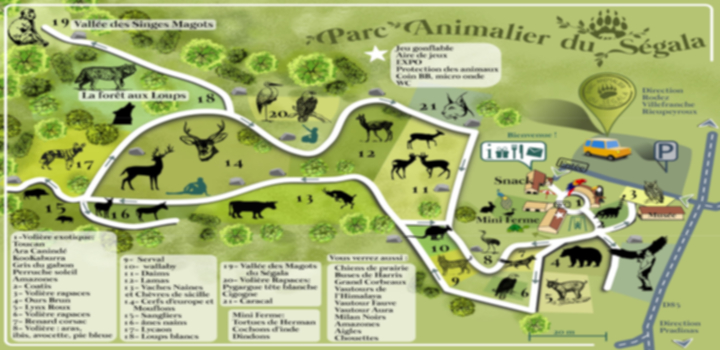 19 Vallée des Singes Magots
Parc Animalier du Ségala
Jeu gonflable
Aire de jeux
EXPO
Protection des animaux
Coin BB, micro onde
WC
Direction
Rodez
Villefranche
Rieupeyroux
La forêt aux Loups
18
20
21
Bienvenue !
P
17
14
12
11
Snack
Mini Ferme
3
Musée
15
16
13
10
9
8
6
5
4
1-Volière exotique:
Toucan
Ara Canindé
Kookaburra
Gris du gabon
Perruche soleil
Amazones
2- Coatis
3- Volière rapaces
4- Ours Brun
5- Lynx Roux
6- Volière rapaces
7- Renard corsac
8- Volière : aras,
ibis, avocette, pie bleue
9- Serval
10- wallaby
11- Daims
12- Lamas
13- Vaches Naines
et Chèvres de sicille
14- Cerfs d'europe et
Mouflons
15- Sangliers
16- ânes nains
17- Lycaon
18- Loups blancs
19- Vallée des Magots
du Ségala
20- Volière Rapaces:
Pygargue tête blanche
Cigogne
21- Caracal
Mini Ferme:
Tortues de Herman
Cochons d'inde
Dindons
Vous verrez aussi :
Chiens de prairie
Buses de Harris
Grand Corbeaux
Vautours de
l'Himalaya
Vautour Fauve
Vautour Aura
Milan Noirs
Amazones
Aigles
Chouettes
Direction
Pradinas